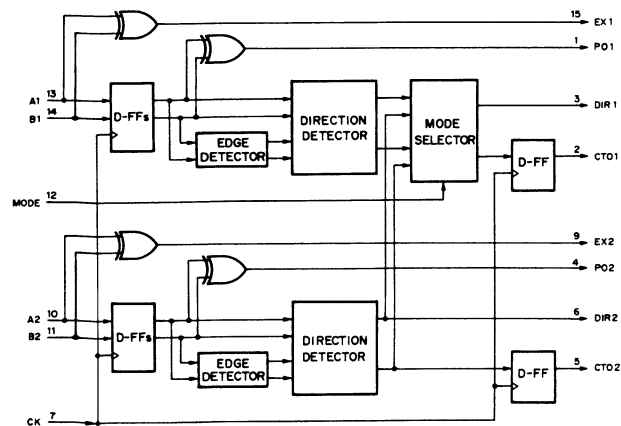 15 EX1
1 PO1
A1 13
B1 14
D-FFs
EDGE
DETECTOR
DIRECTION
DETECTOR
MODE
SELECTOR
3 DIR1
D-FF
2 CTO1
MODE 12
9 EX2
4 PO2
A2 10
B2 11
D-FFs
EDGE
DETECTOR
DIRECTION
DETECTOR
6 DIR2
D-FF
5 CTO2
CK 7